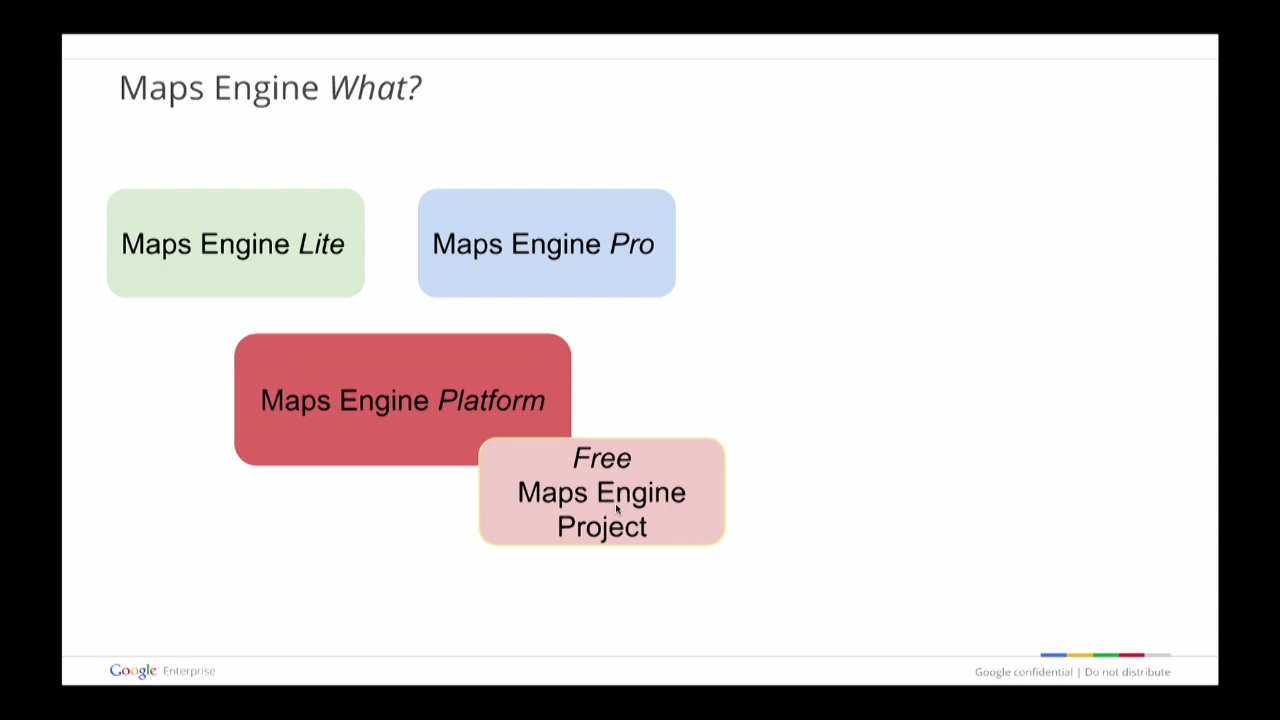 Maps Engine What?
Maps Engine Lite
Maps Engine Pro
Maps Engine Platform
Free
Maps Engine
Project
Google Enterprise
Google confidential | Do not distribute